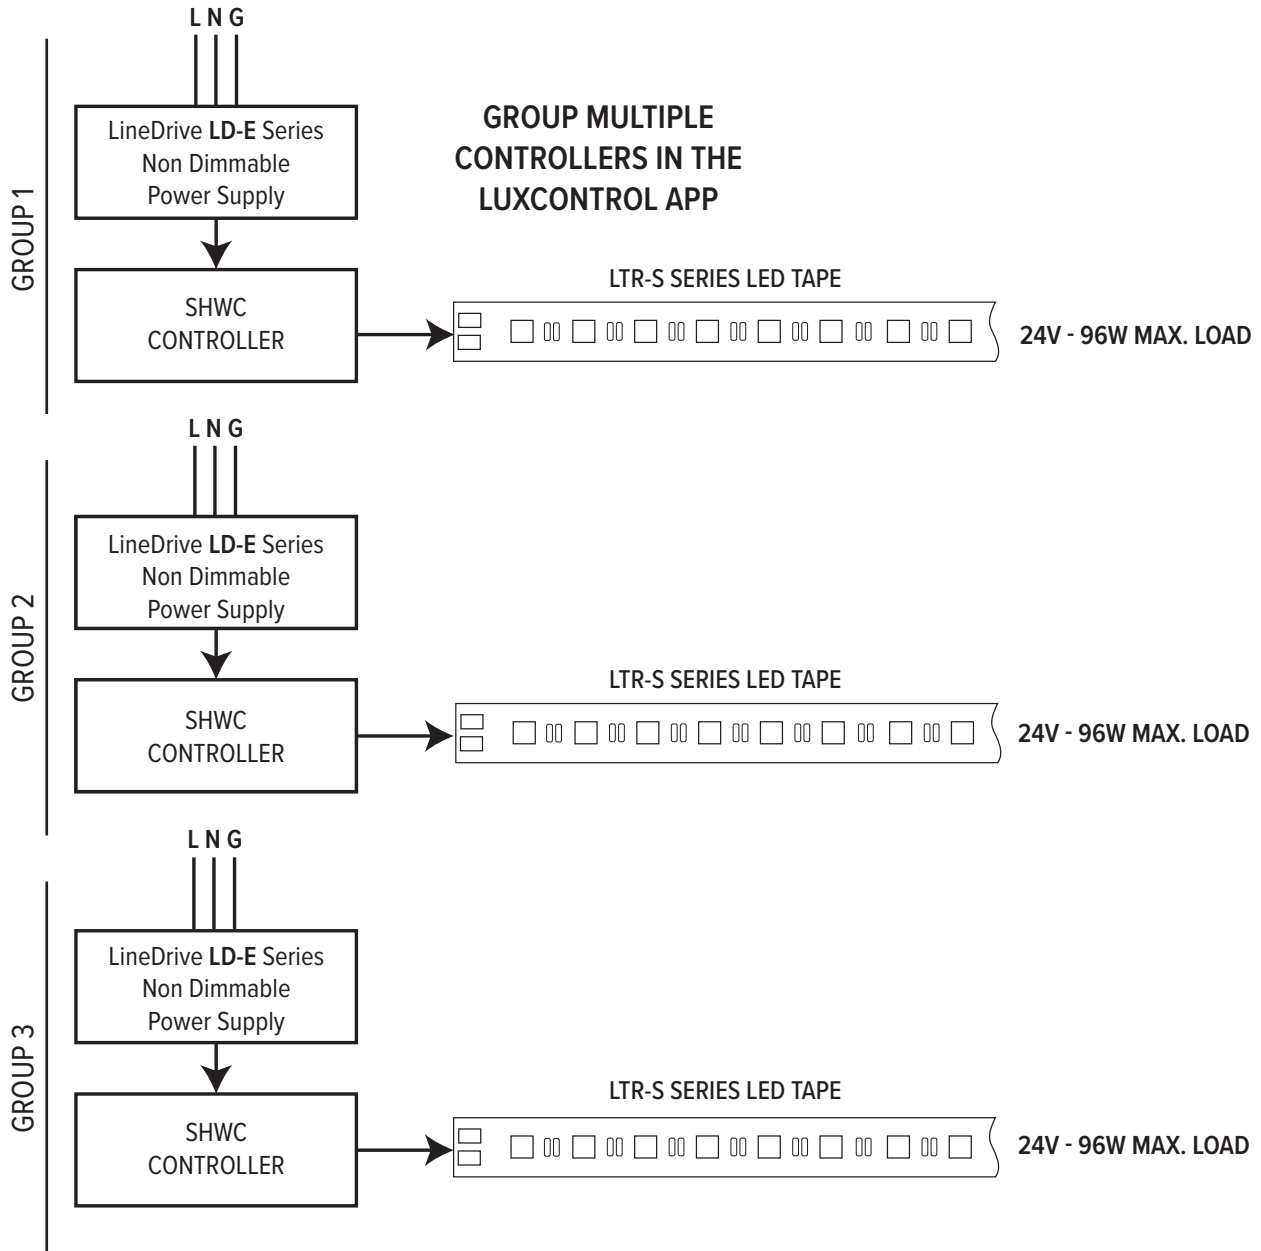 L N G
GROUP 1
LineDrive LD-E Series
Non Dimmable
Power Supply
GROUP MULTIPLE
CONTROLLERS IN THE
LUXCONTROL APP
SHWC
CONTROLLER
LTR-S SERIES LED TAPE
24V - 96W MAX. LOAD
L N G
GROUP 2
LineDrive LD-E Series
Non Dimmable
Power Supply
SHWC
CONTROLLER
LTR-S SERIES LED TAPE
24V - 96W MAX. LOAD
L N G
GROUP 3
LineDrive LD-E Series
Non Dimmable
Power Supply
SHWC
CONTROLLER
LTR-S SERIES LED TAPE
24V - 96W MAX. LOAD